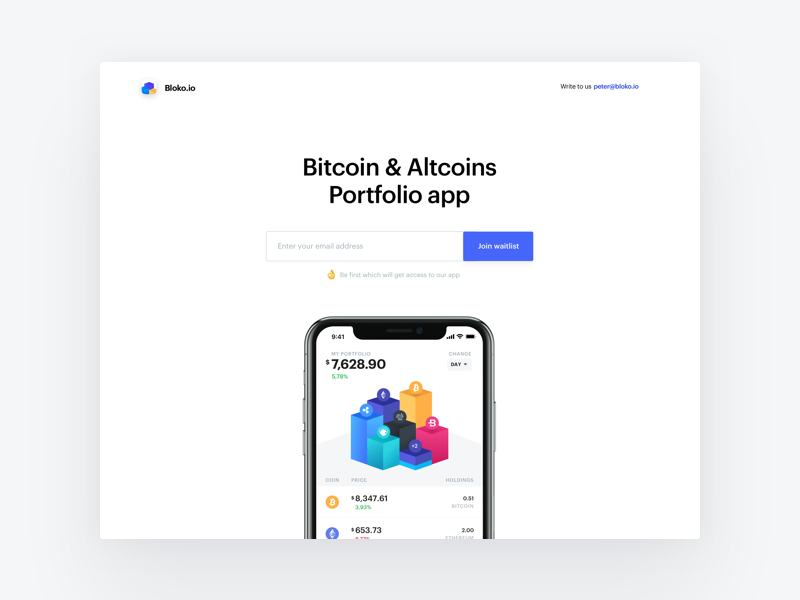 Bloko.io
Write to us peter@bloko.io
Bitcoin & Altcoins
Portfolio app
Enter your email address
Join waitlist
👌 Be first which will get access to our app
9:41
MY PORTFOLIO
CHANGE
$7,628.90
DAY
5,78%
+2
COIN PRICE HOLDINGS
$8,347.61 0.51
3,93% BITCOIN
$653.73 2.00
ETHEREUM